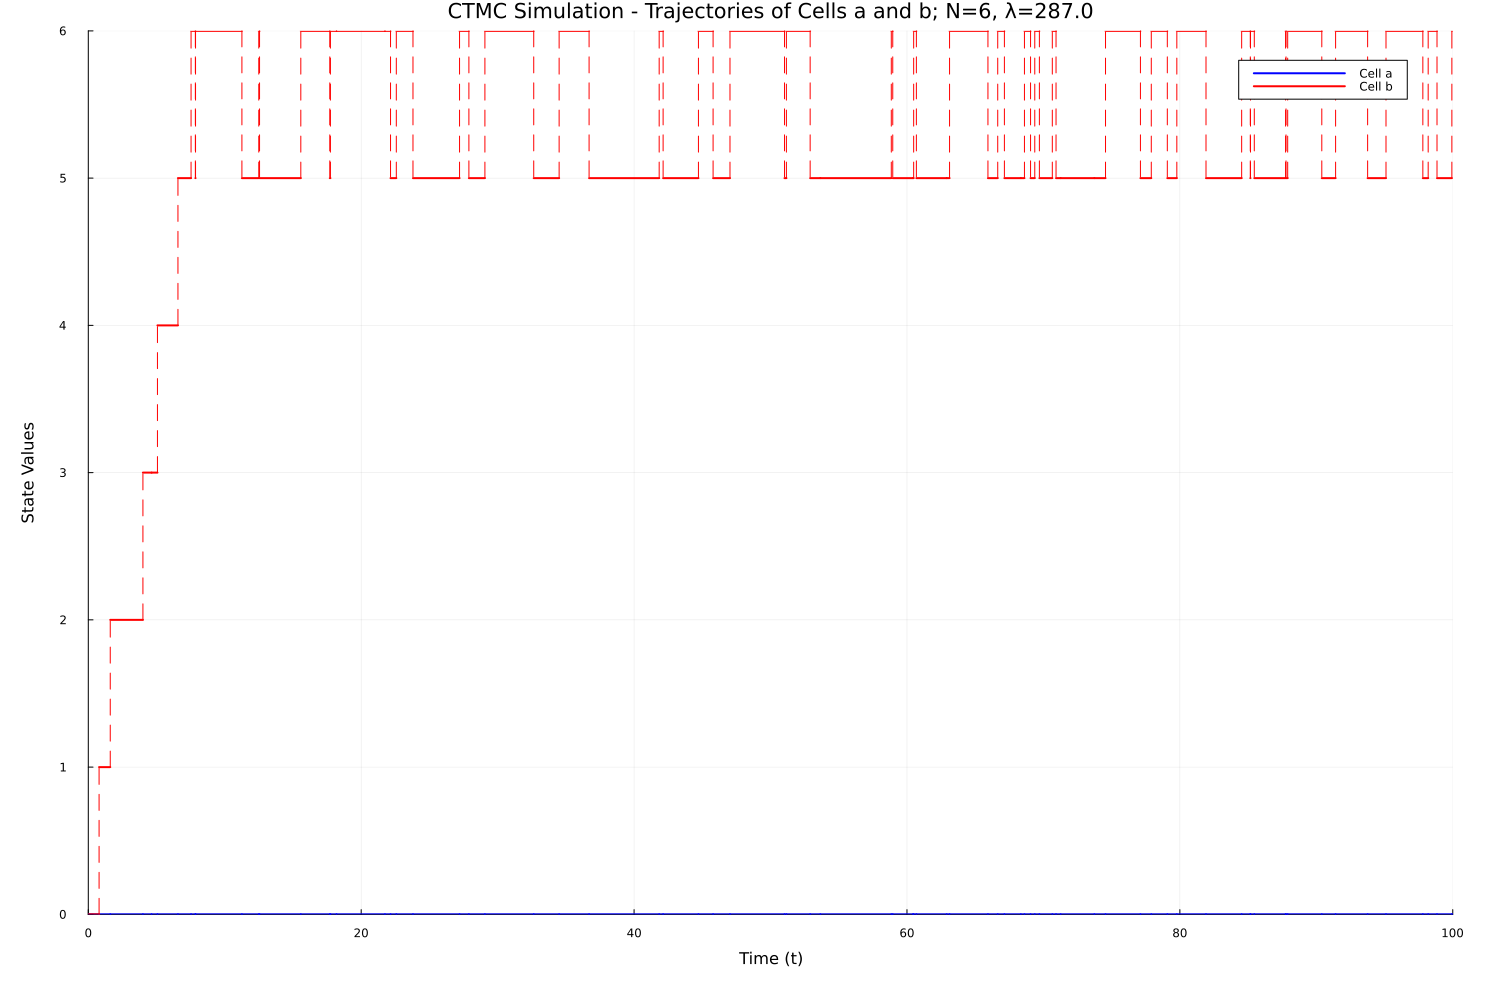 CTMC Simulation - Trajectories of Cells a and b; N=6, λ=287.0
6
Cell a
Cell b
5
4
State Values
3
2
1
0
0 20 40 60 80 100
Time (t)